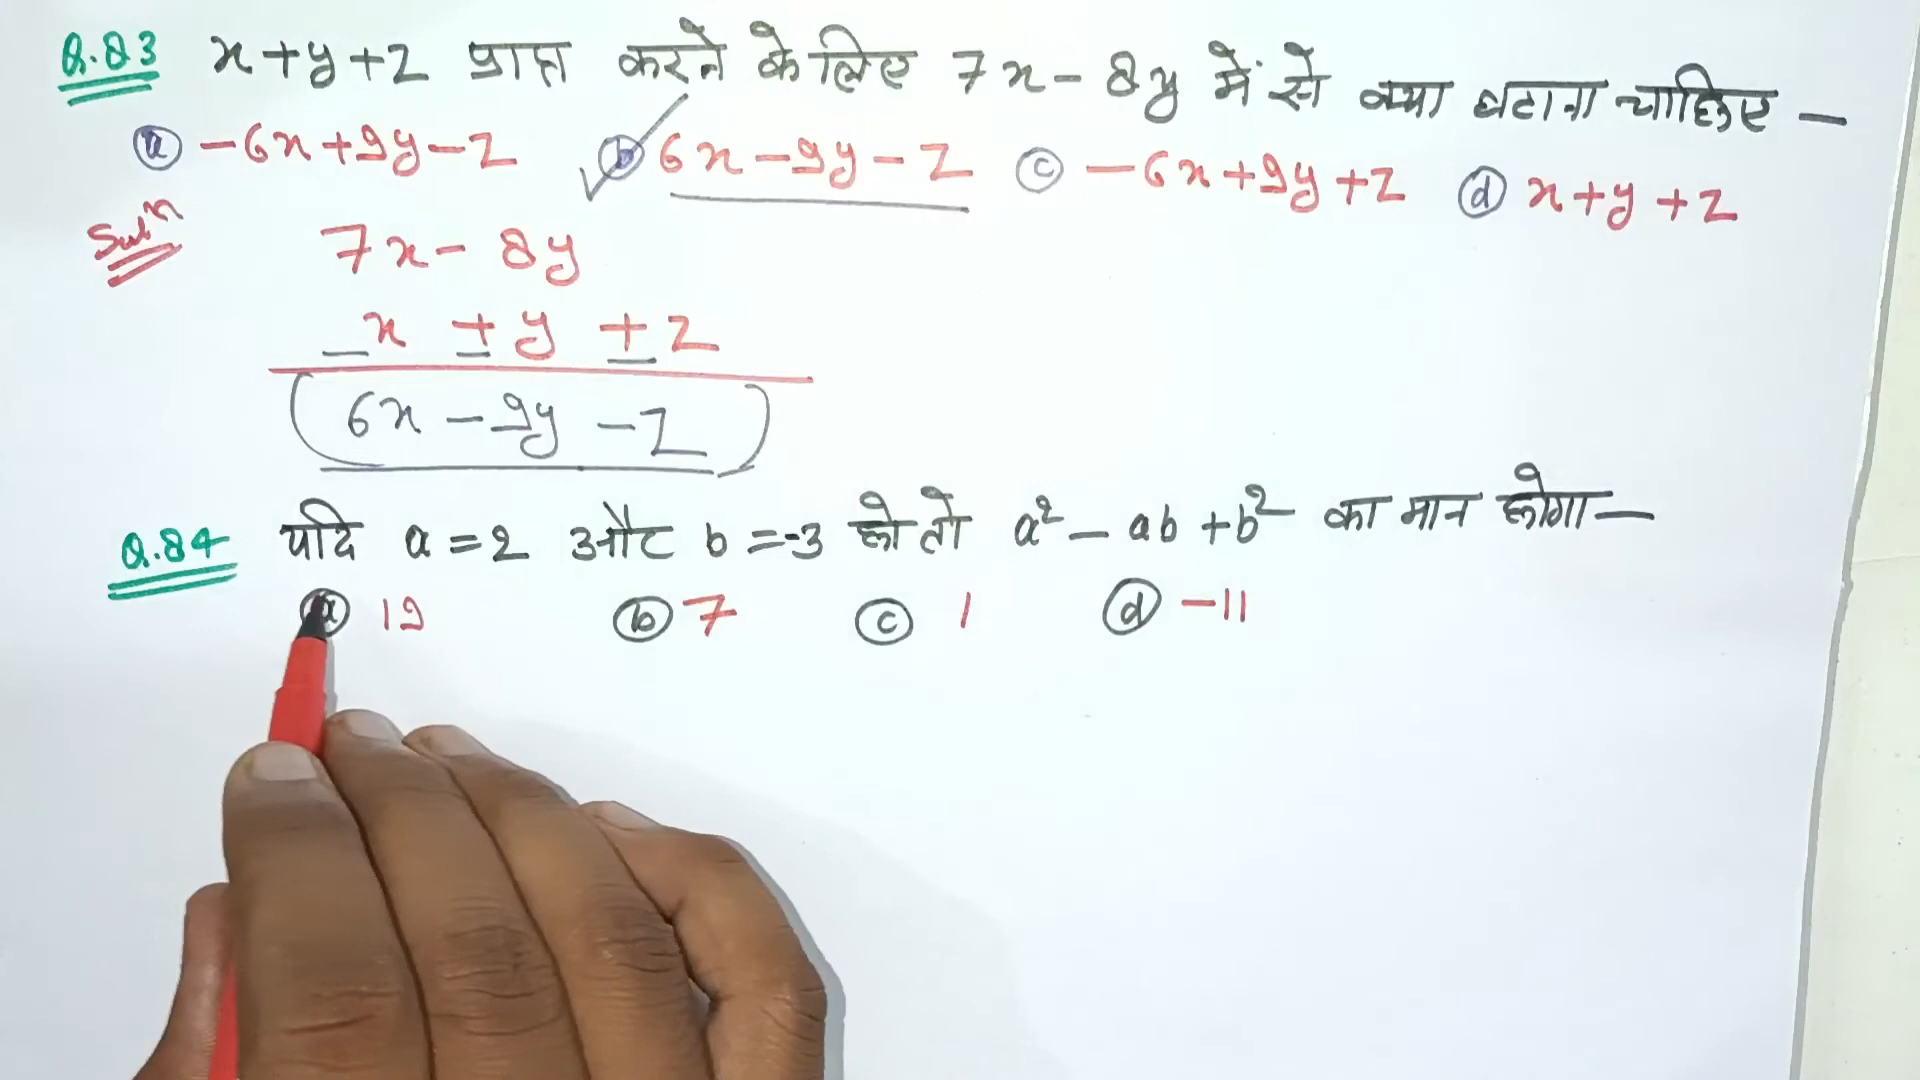 Q.83 x+y+z प्राप्त करने के लिए 7x-8y में से क्या घटाना चाहिए –
(a) -6x+9y-z (b) 6x-9y-z (c) -6x+9y+z (d) x+y+z
Solⁿ 7x-8y
x + y + z
6x-9y-z
Q.84 यदि a=2 और b=-3 हो तो a²-ab+b² का मान होगा –
(a) 19 (b) 7 (c) 1 (d) -11